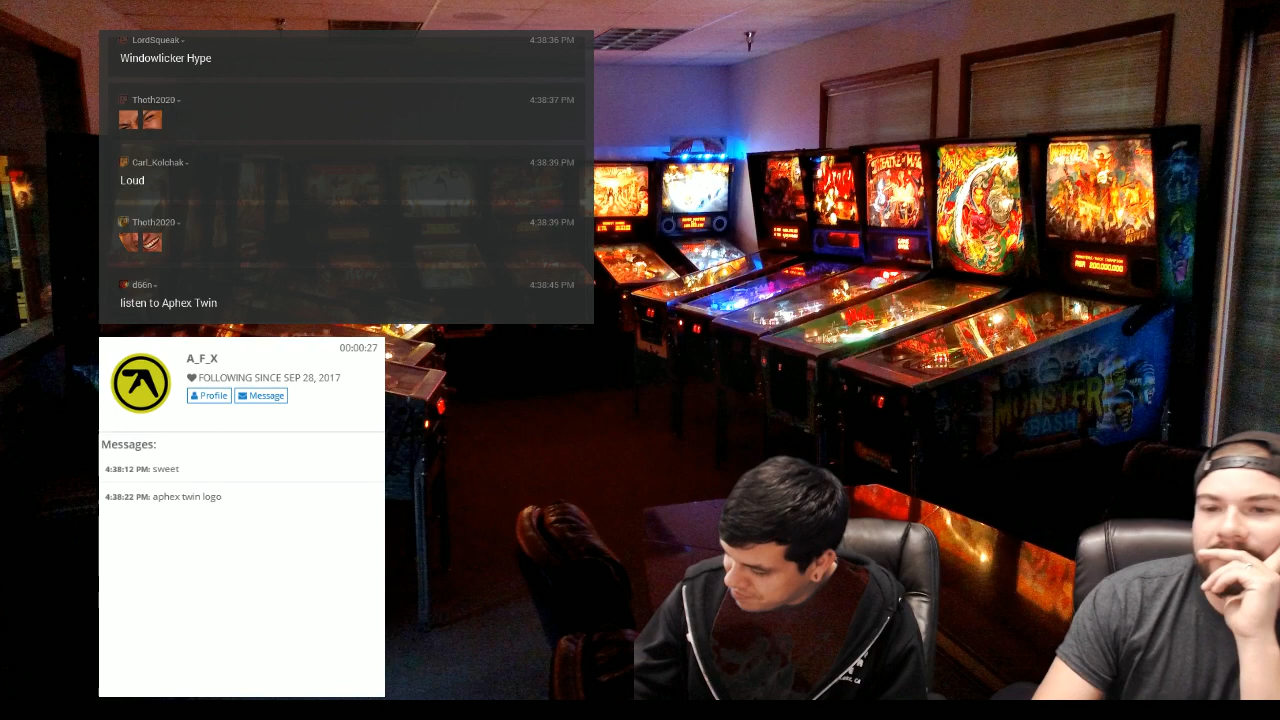 LordSqueak
4:38:36 PM
Windowlicker Hype
Thoth2020
4:38:37 PM
Carl_Kolchak
4:38:39 PM
Loud
Thoth2020
4:38:39 PM
d66n
4:38:45 PM
listen to Aphex Twin
00:00:27
A_F_X
FOLLOWING SINCE SEP 28, 2017
Profile
Message
Messages:
4:38:12 PM: sweet
4:38:22 PM: aphex twin logo
MONSTER
BASH